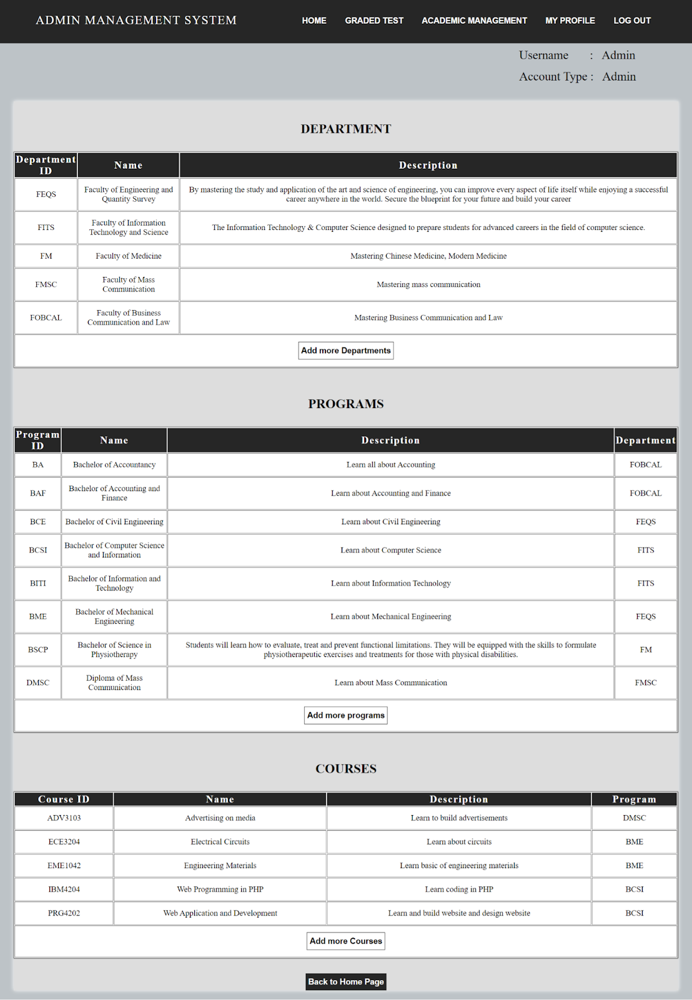 ADMIN MANAGEMENT SYSTEM HOME GRADED TEST ACADEMIC MANAGEMENT MY PROFILE LOG OUT
Username : Admin
Account Type : Admin
DEPARTMENT
Department ID Name Description
FEQS Faculty of Engineering and Quantity Survey By mastering the study and application of the art and science of engineering, you can improve every aspect of life itself while enjoying a successful career anywhere in the world. Secure the blueprint for your future and build your career
FITS Faculty of Information Technology and Science The Information Technology & Computer Science designed to prepare students for advanced careers in the field of computer science.
FM Faculty of Medicine Mastering Chinese Medicine, Modern Medicine
FMSC Faculty of Mass Communication Mastering mass communication
FOBCAL Faculty of Business Communication and Law Mastering Business Communication and Law
Add more Departments
PROGRAMS
Program ID Name Description Department
BA Bachelor of Accountancy Learn all about Accounting FOBCAL
BAF Bachelor of Accounting and Finance Learn about Accounting and Finance FOBCAL
BCE Bachelor of Civil Engineering Learn about Civil Engineering FEQS
BCSI Bachelor of Computer Science and Information Learn about Computer Science FITS
BITI Bachelor of Information and Technology Learn about Information Technology FITS
BME Bachelor of Mechanical Engineering Learn about Mechanical Engineering FEQS
BSCP Bachelor of Science in Physiotherapy Students will learn how to evaluate, treat and prevent functional limitations. They will be equipped with the skills to formulate physiotherapeutic exercises and treatments for those with physical disabilities. FM
DMSC Diploma of Mass Communication Learn about Mass Communication FMSC
Add more programs
COURSES
Course ID Name Description Program
ADV3103 Advertising on media Learn to build advertisements DMSC
ECE3204 Electrical Circuits Learn about circuits BME
EME1042 Engineering Materials Learn basic of engineering materials BME
IBM4204 Web Programming in PHP Learn coding in PHP BCSI
PRG4202 Web Application and Development Learn and build website and design website BCSI
Add more Courses
Back to Home Page